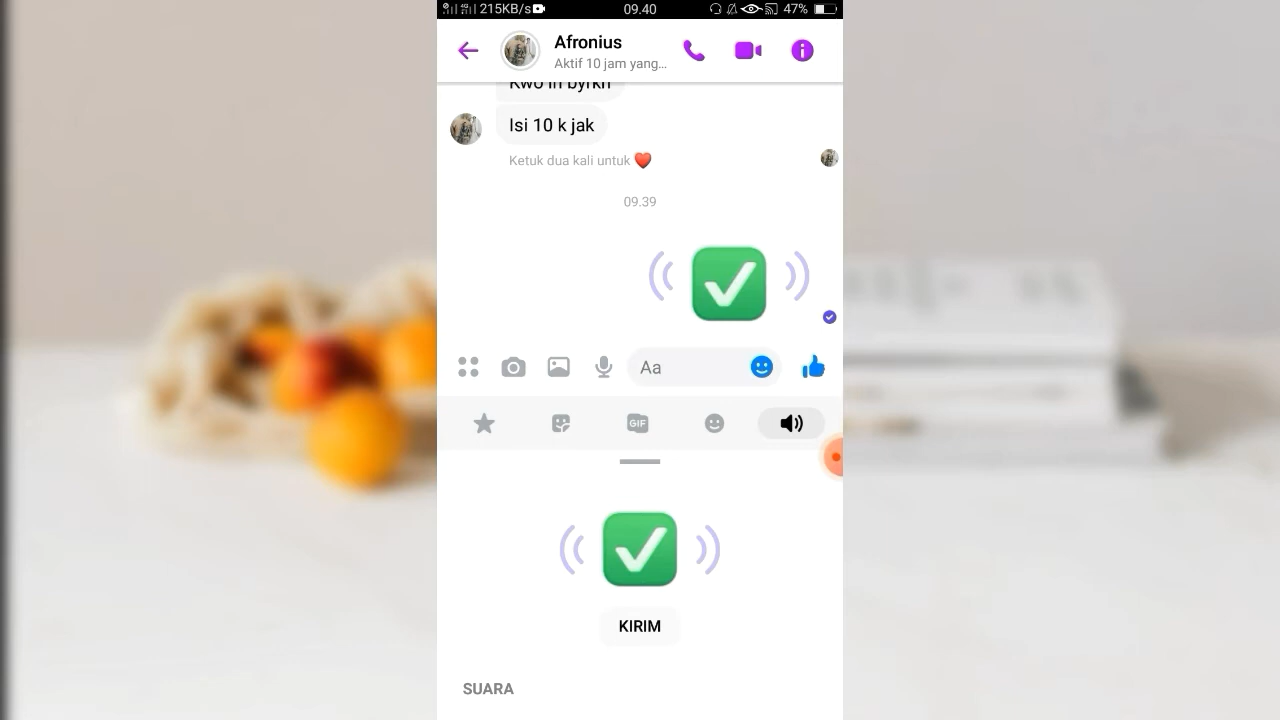 215KB/s 09.40 47%
Afronius
Aktif 10 jam yang...
Isi 10 k jak
Ketuk dua kali untuk
09.39
Aa
GIF
KIRIM
SUARA